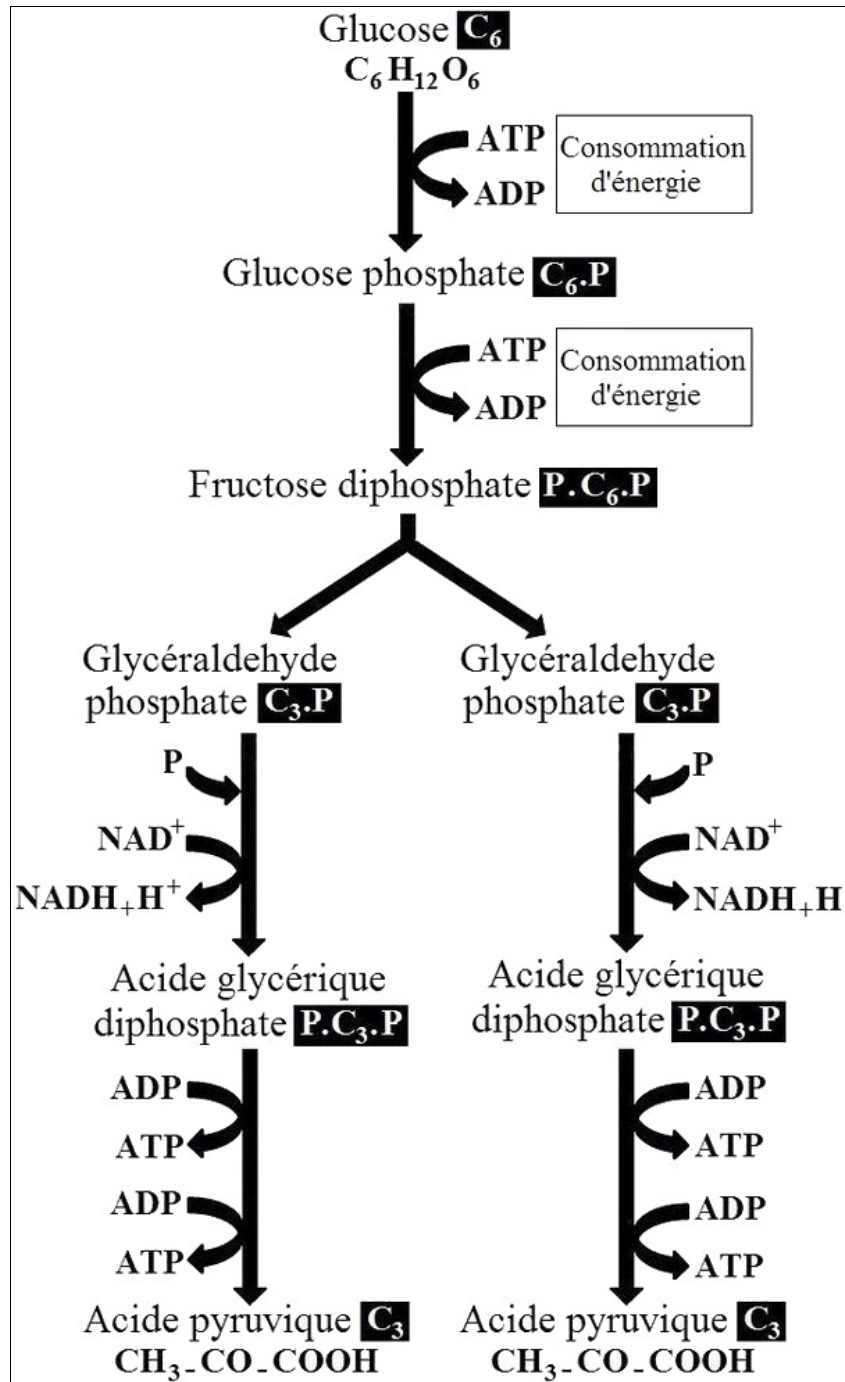 Glucose C₆
C₆H₁₂O₆
ATP
ADP
Consommation
d'énergie
Glucose phosphate C₆.P
ATP
ADP
Consommation
d'énergie
Fructose diphosphate P.C₆.P
Glycéraldehyde
phosphate C₃.P
P
NAD⁺
NADH+H⁺
Acide glycérique
diphosphate P.C₃.P
ADP
ATP
ADP
ATP
Acide pyruvique C₃
CH₃-CO-COOH
Glycéraldehyde
phosphate C₃.P
P
NAD⁺
NADH+H
Acide glycérique
diphosphate P.C₃.P
ADP
ATP
ADP
ATP
Acide pyruvique C₃
CH₃-CO-COOH